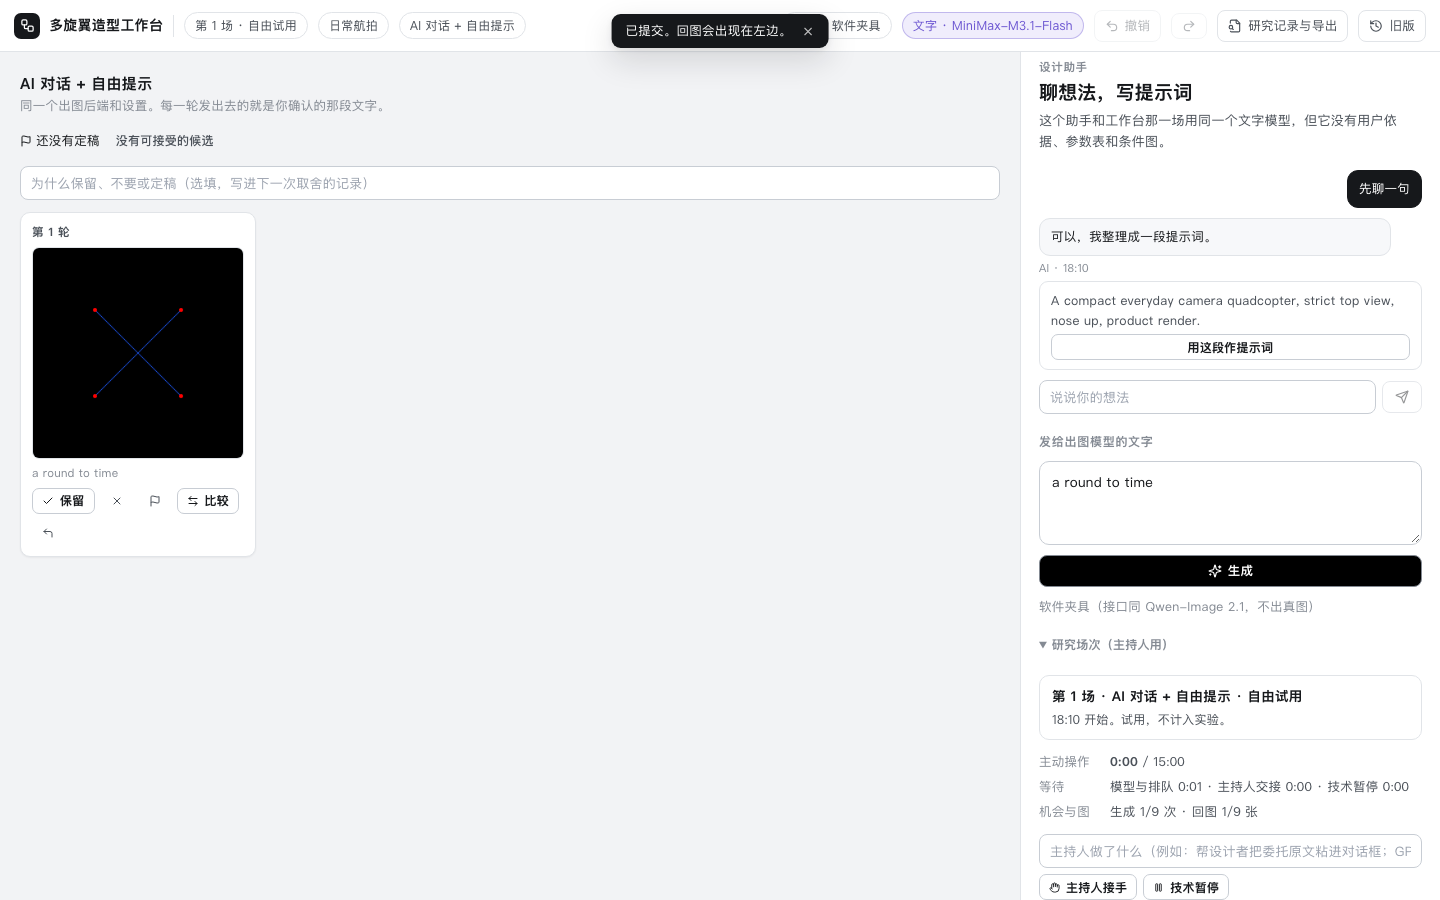 多旋翼造型工作台
第 1 场 · 自由试用
日常航拍
AI 对话 + 自由提示
已提交。回图会出现在左边。
软件夹具
文字 · MiniMax-M3.1-Flash
撤销
研究记录与导出
旧版
AI 对话 + 自由提示
同一个出图后端和设置。每一轮发出去的就是你确认的那段文字。
还没有定稿 没有可接受的候选
为什么保留、不要或定稿（选填，写进下一次取舍的记录）
第 1 轮
a round to time
保留
比较
设计助手
聊想法，写提示词
这个助手和工作台那一场用同一个文字模型，但它没有用户依
据、参数表和条件图。
先聊一句
可以，我整理成一段提示词。
AI · 18:10
A compact everyday camera quadcopter, strict top view,
nose up, product render.
用这段作提示词
说说你的想法
发给出图模型的文字
a round to time
生成
软件夹具（接口同 Qwen-Image 2.1，不出真图）
研究场次（主持人用）
第 1 场 · AI 对话 + 自由提示 · 自由试用
18:10 开始。试用，不计入实验。
主动操作 0:00 / 15:00
等待 模型与排队 0:01 · 主持人交接 0:00 · 技术暂停 0:00
机会与图 生成 1/9 次 · 回图 1/9 张
主持人做了什么（例如：帮设计者把委托原文粘进对话框；GF
主持人接手
技术暂停